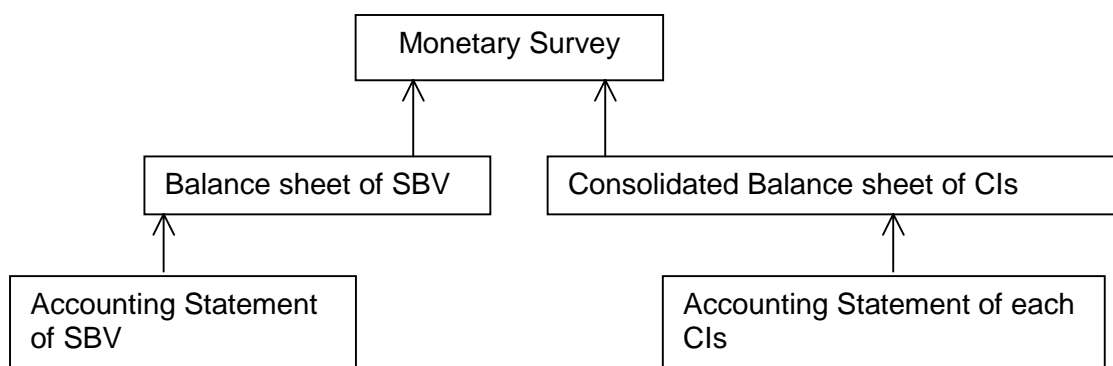 Monetary Survey
Balance sheet of SBV
Consolidated Balance sheet of CIs
Accounting Statement
of SBV
Accounting Statement of each
CIs